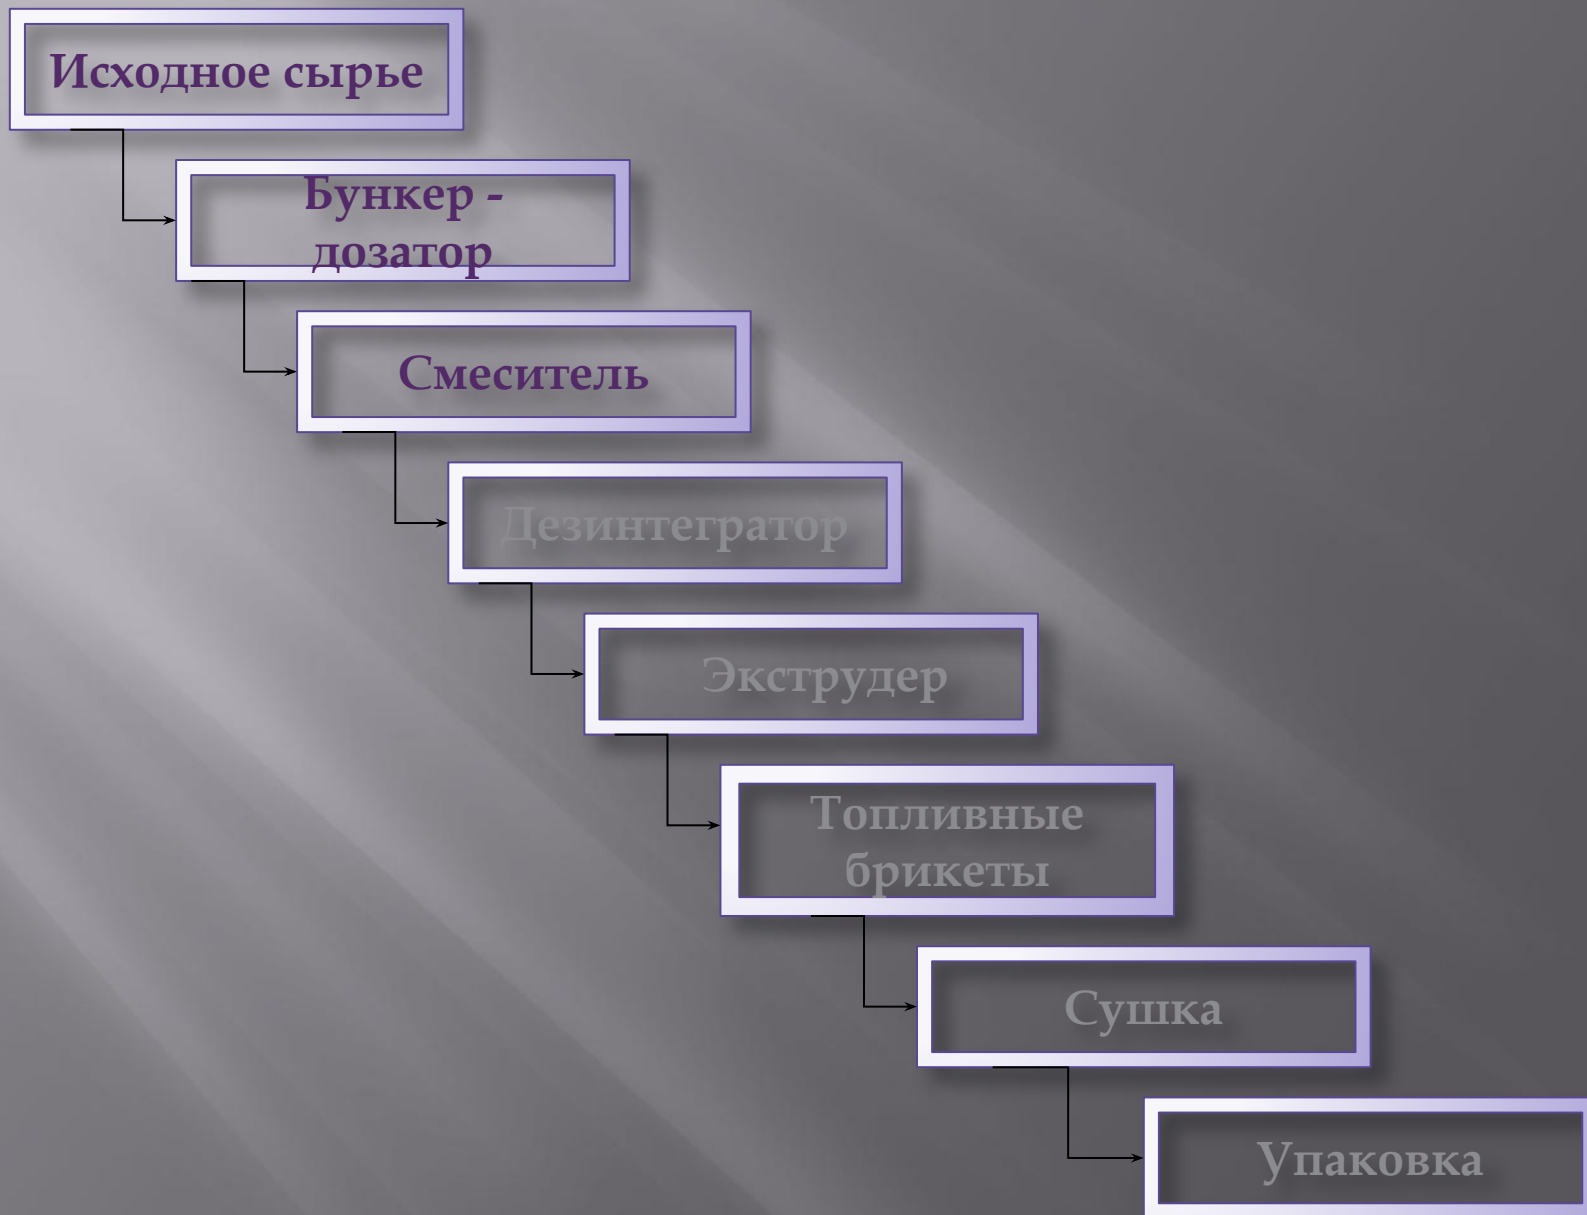 Исходное сырье
Бункер -
дозатор
Смеситель
Дезинтегратор
Экструдер
Топливные
брикеты
Сушка
Упаковка